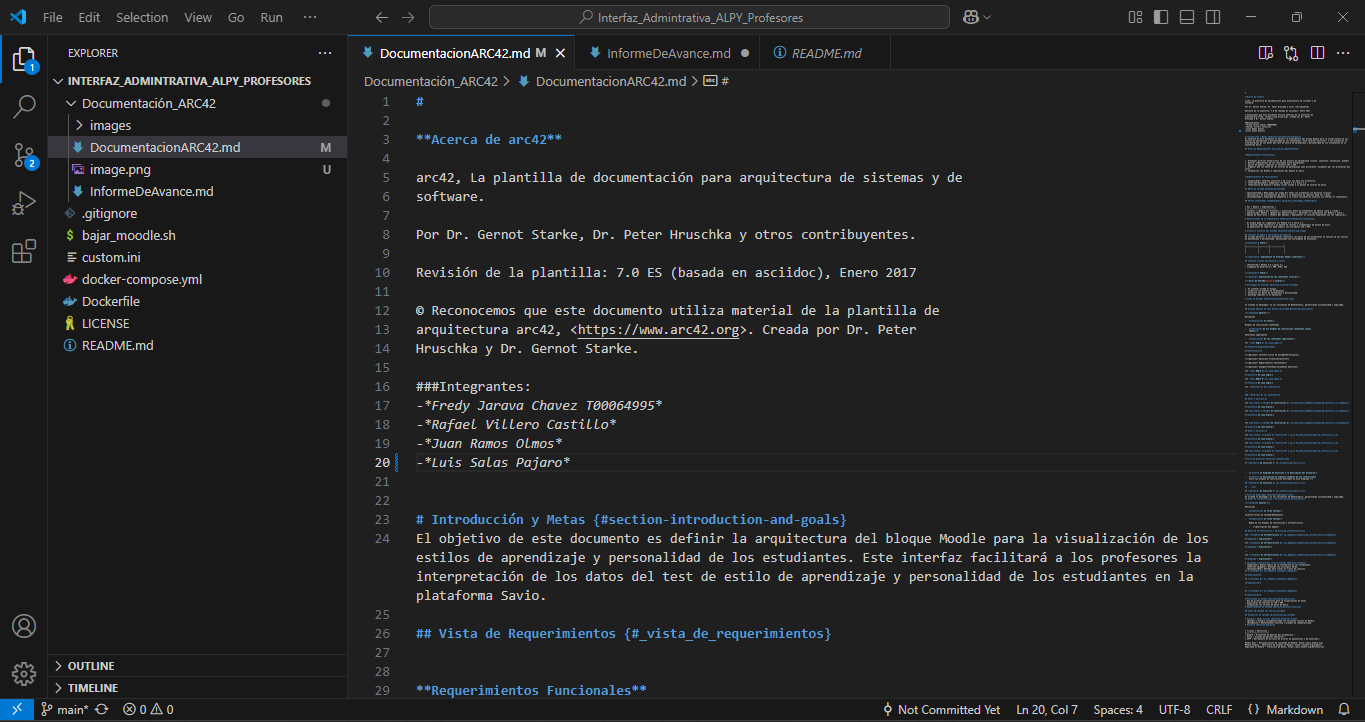 File Edit Selection View Go Run ···
Interfaz_Admintrativa_ALPY_Profesores
EXPLORER ···
INTERFAZ_ADMINTRATIVA_ALPY_PROFESORES
Documentación_ARC42
images
DocumentacionARC42.md M
image.png U
InformeDeAvance.md
.gitignore
$ bajar_moodle.sh
custom.ini
docker-compose.yml
Dockerfile
LICENSE
README.md
OUTLINE
TIMELINE
1
2
DocumentacionARC42.md M
InformeDeAvance.md
README.md
Documentación_ARC42 > DocumentacionARC42.md > abc #
1 #
2
3 **Acerca de arc42**
4
5 arc42, La plantilla de documentación para arquitectura de sistemas y de
6 software.
7
8 Por Dr. Gernot Starke, Dr. Peter Hruschka y otros contribuyentes.
9
10 Revisión de la plantilla: 7.0 ES (basada en asciidoc), Enero 2017
11
12 © Reconocemos que este documento utiliza material de la plantilla de
13 arquitectura arc42, <https://www.arc42.org>. Creada por Dr. Peter
14 Hruschka y Dr. Gernot Starke.
15
16 ###Integrantes:
17 -*Fredy Jarava Chavez T00064995*
18 -*Rafael Villero Castillo*
19 -*Juan Ramos Olmos*
20 -*Luis Salas Pajaro*
21
22
23 # Introducción y Metas {#section-introduction-and-goals}
24 El objetivo de este documento es definir la arquitectura del bloque Moodle para la visualización de los
estilos de aprendizaje y personalidad de los estudiantes. Este interfaz facilitará a los profesores la
interpretación de los datos del test de estilo de aprendizaje y personalidad de los estudiantes en la
plataforma Savio.
25
26 ## Vista de Requerimientos {#_vista_de_requerimientos}
27
28
29 **Requerimientos Funcionales**
main* 0 0
Not Committed Yet Ln 20, Col 7 Spaces: 4 UTF-8 CRLF {} Markdown